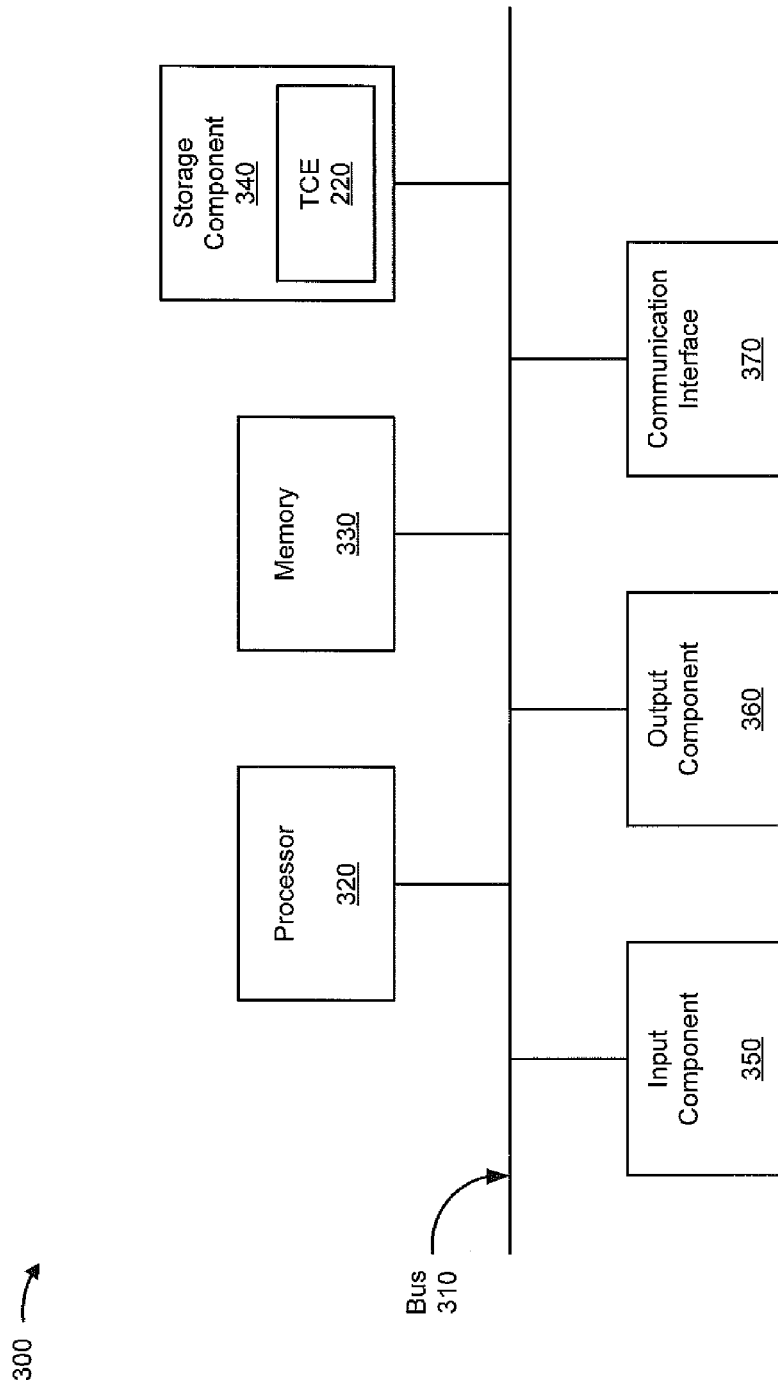 300
Bus
310
Processor
320
Memory
330
Storage
Component
340
TCE
220
Input
Component
350
Output
Component
360
Communication
Interface
370